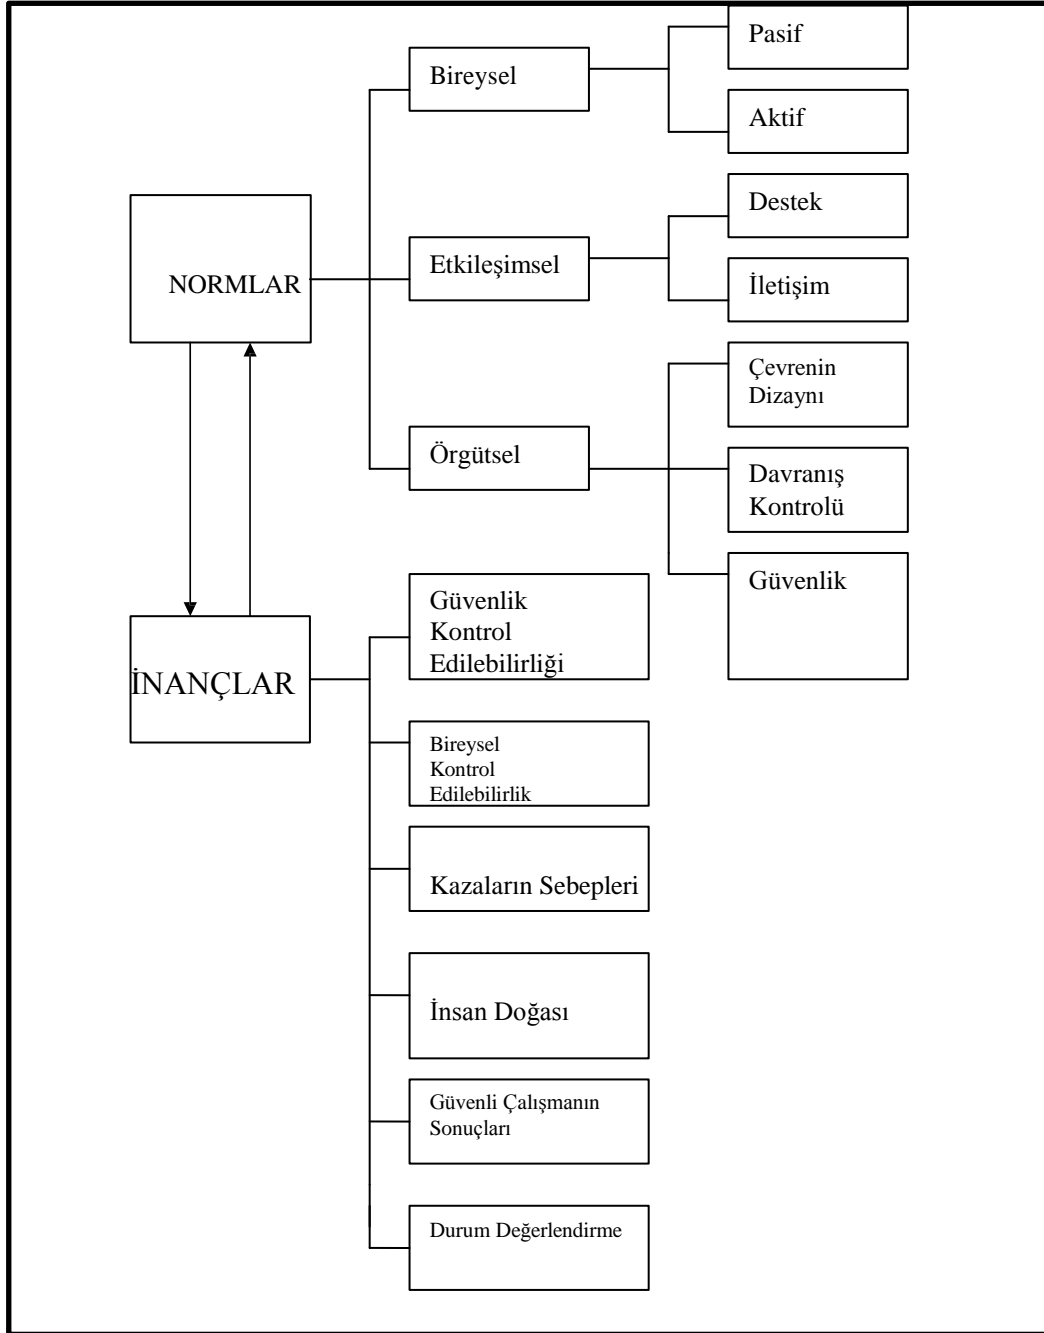 NORMLAR
Bireysel
Pasif
Aktif
Etkileşimsel
Destek
İletişim
Örgütsel
Çevrenin
Dizaynı
Davranış
Kontrolü
Güvenlik
İNANÇLAR
Güvenlik
Kontrol
Edilebilirliği
Bireysel
Kontrol
Edilebilirlik
Kazaların Sebepleri
İnsan Doğası
Güvenli Çalışmanın
Sonuçları
Durum Değerlendirme